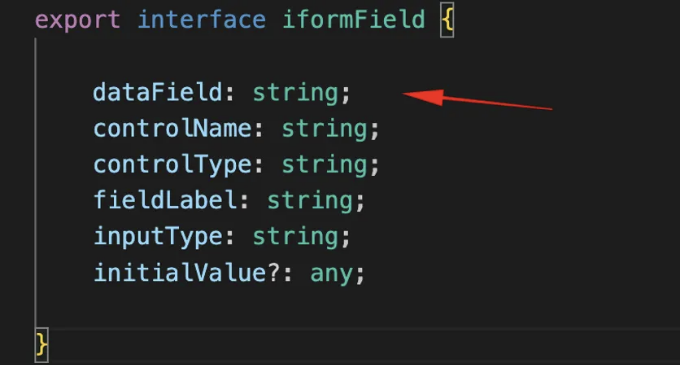 export interface iformField {
dataField: string;
controlName: string;
controlType: string;
fieldLabel: string;
inputType: string;
initialValue?: any;
}